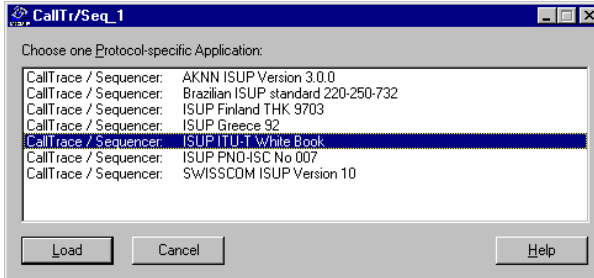 CallTr/Seq_1
Choose one Protocol-specific Application:
CallTrace / Sequencer: AKNN ISUP Version 3.0.0
CallTrace / Sequencer: Brazilian ISUP standard 220-250-732
CallTrace / Sequencer: ISUP Finland THK 9703
CallTrace / Sequencer: ISUP Greece 92
CallTrace / Sequencer: ISUP ITU-T White Book
CallTrace / Sequencer: ISUP PNO-ISC No 007
CallTrace / Sequencer: SWISSCOM ISUP Version 10
Load Cancel Help